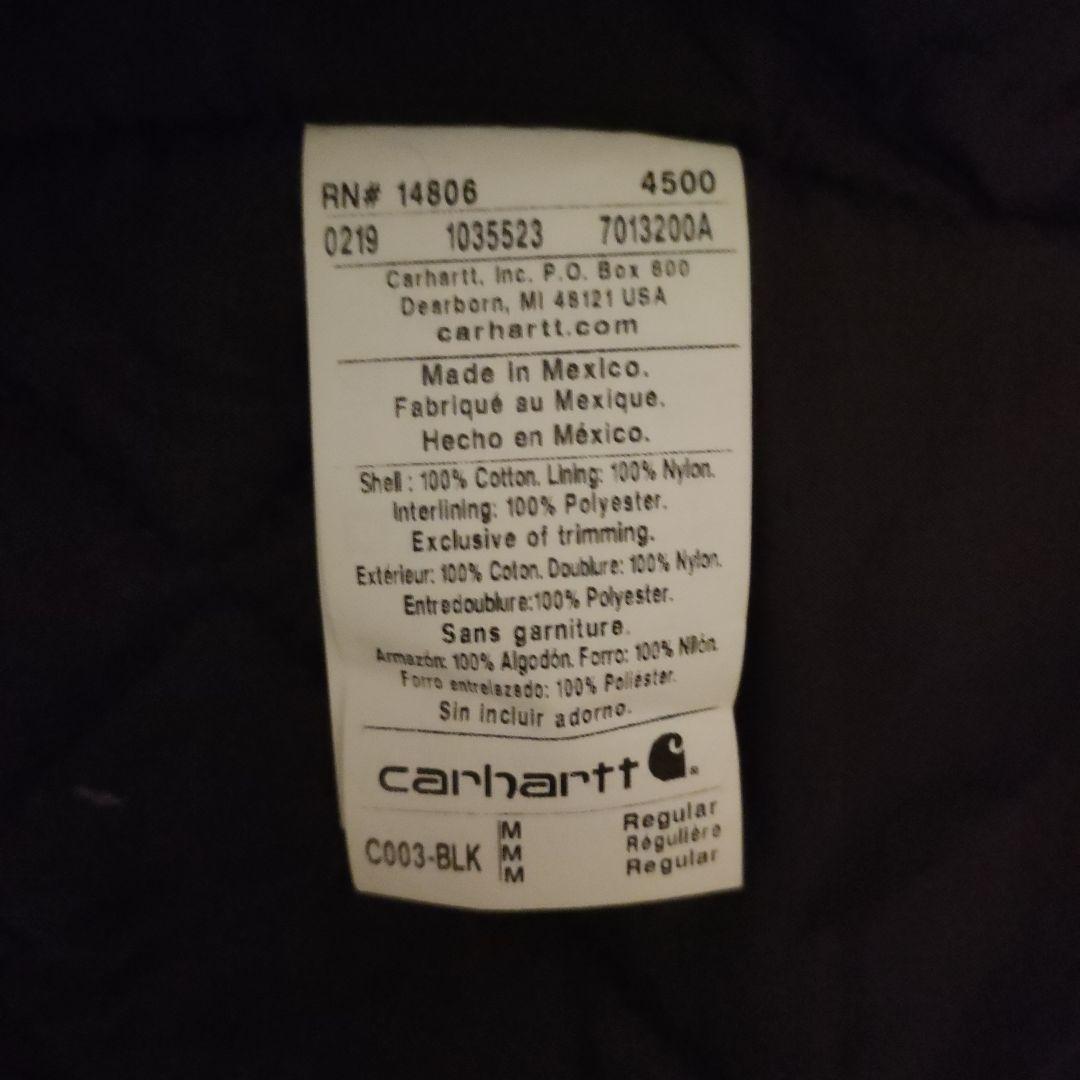 RN# 14806 4500
0219 1035523 7013200A
Carhartt, Inc. P.O. Box 600
Dearborn, MI 48121 USA
carhartt.com
Made in Mexico.
Fabriqué au Mexique.
Hecho en México.
Shell : 100% Cotton. Lining: 100% Nylon.
Interlining: 100% Polyester.
Exclusive of trimming.
Extérieur: 100% Coton. Doublure: 100% Nylon.
Entredoublure:100% Polyester.
Sans garniture.
Armazón: 100% Algodón. Forro: 100% Nilón.
Forro entrelazado: 100% Poliéster.
Sin incluir adorno.
carhartt
C003-BLK M Regular
M Régulière
M Regular